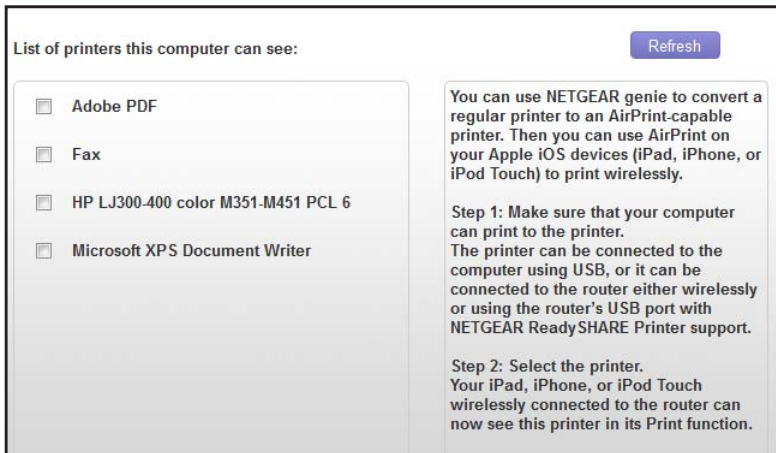 List of printers this computer can see:
Refresh
Adobe PDF
Fax
HP LJ300-400 color M351-M451 PCL 6
Microsoft XPS Document Writer
You can use NETGEAR genie to convert a
regular printer to an AirPrint-capable
printer. Then you can use AirPrint on
your Apple iOS devices (iPad, iPhone, or
iPod Touch) to print wirelessly.
Step 1: Make sure that your computer
can print to the printer.
The printer can be connected to the
computer using USB, or it can be
connected to the router either wirelessly
or using the router's USB port with
NETGEAR ReadySHARE Printer support.
Step 2: Select the printer.
Your iPad, iPhone, or iPod Touch
wirelessly connected to the router can
now see this printer in its Print function.